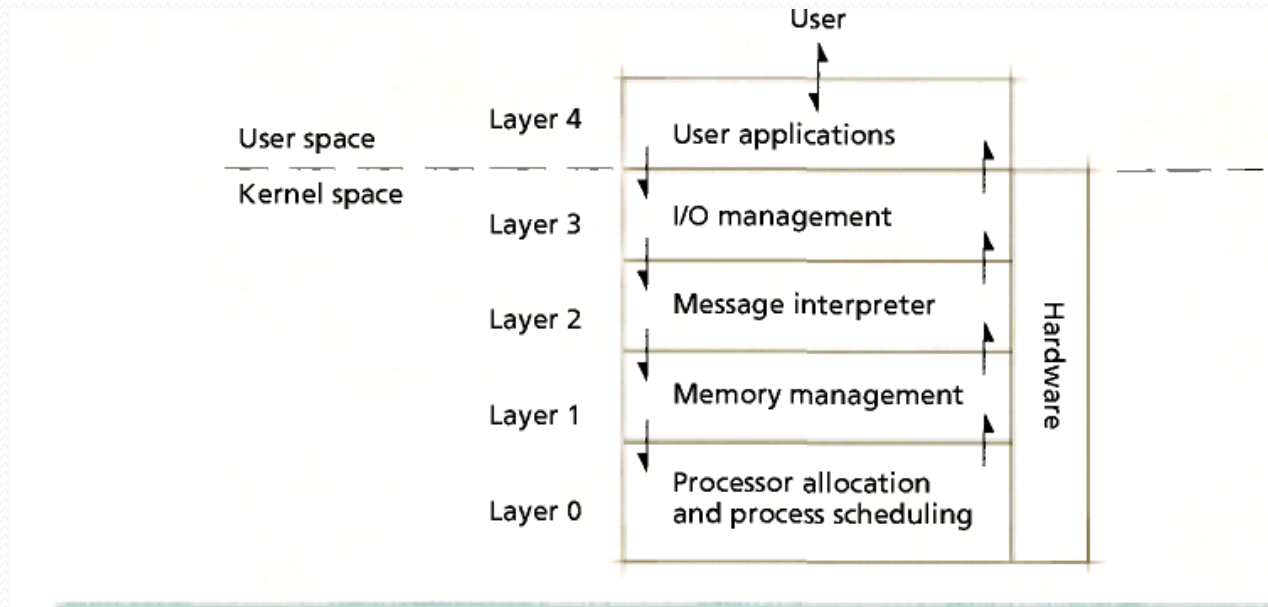 User
Layer 4
User applications
User space
Kernel space
Layer 3
I/O management
Layer 2
Message interpreter
Layer 1
Memory management
Layer 0
Processor allocation
and process scheduling
Hardware